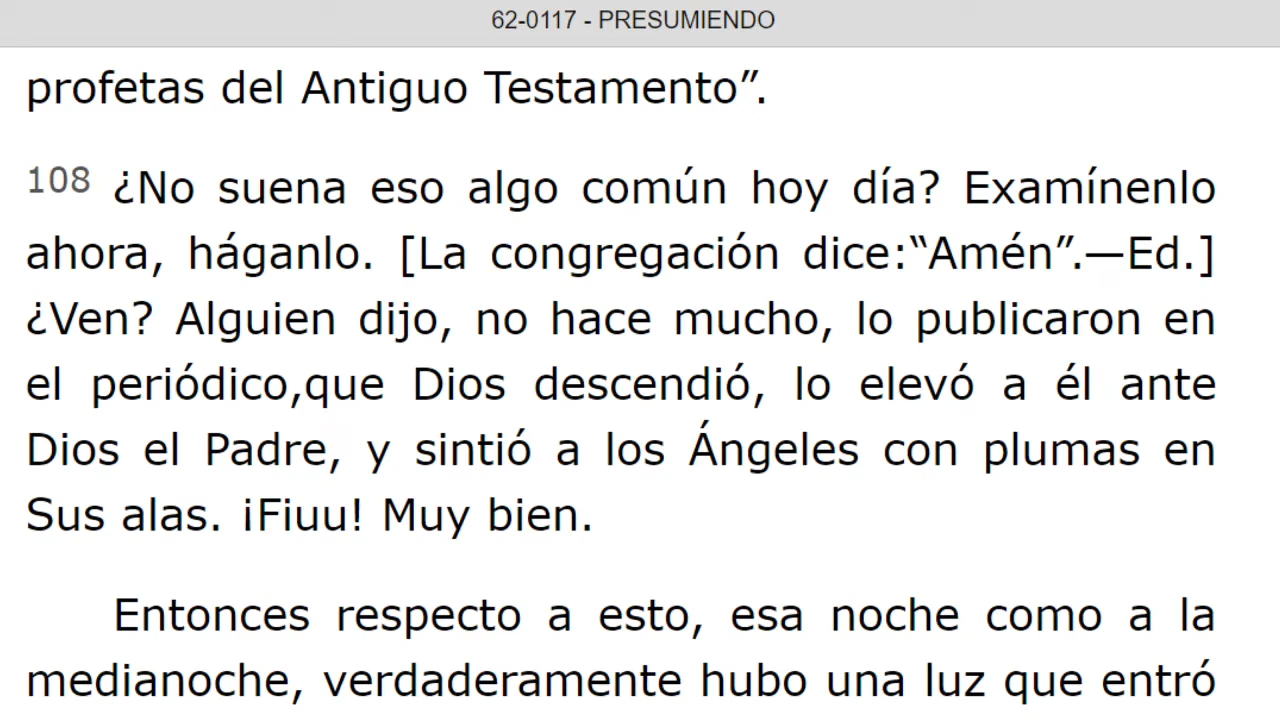 62-0117 - PRESUMIENDO
profetas del Antiguo Testamento”.
108 ¿No suena eso algo común hoy día? Examínenlo
ahora, háganlo. [La congregación dice:“Amén”.—Ed.]
¿Ven? Alguien dijo, no hace mucho, lo publicaron en
el periódico,que Dios descendió, lo elevó a él ante
Dios el Padre, y sintió a los Ángeles con plumas en
Sus alas. ¡Fiuu! Muy bien.
Entonces respecto a esto, esa noche como a la
medianoche, verdaderamente hubo una luz que entró